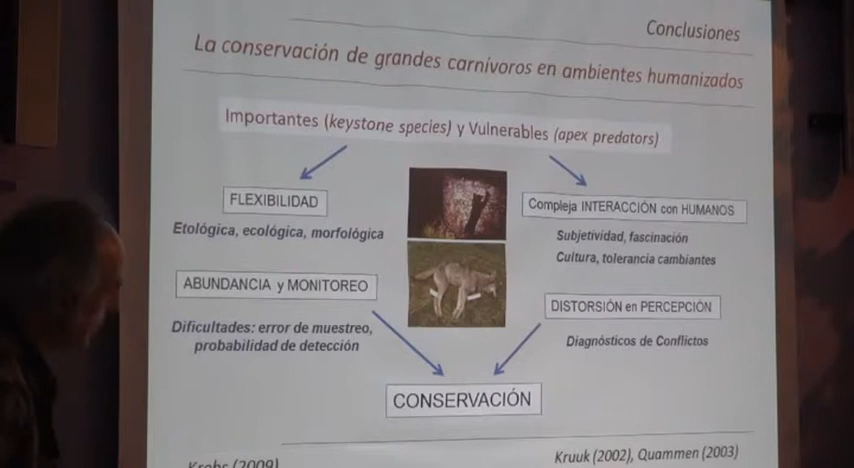 Conclusiones
La conservación de grandes carnívoros en ambientes humanizados
Importantes (keystone species) y Vulnerables (apex predators)
FLEXIBILIDAD
Etológica, ecológica, morfológica
ABUNDANCIA y MONITOREO
Dificultades: error de muestreo,
probabilidad de detección
Compleja INTERACCIÓN con HUMANOS
Subjetividad, fascinación
Cultura, tolerancia cambiantes
DISTORSIÓN en PERCEPCIÓN
Diagnósticos de Conflictos
CONSERVACIÓN
Krebs (2009)
Kruuk (2002), Quammen (2003)